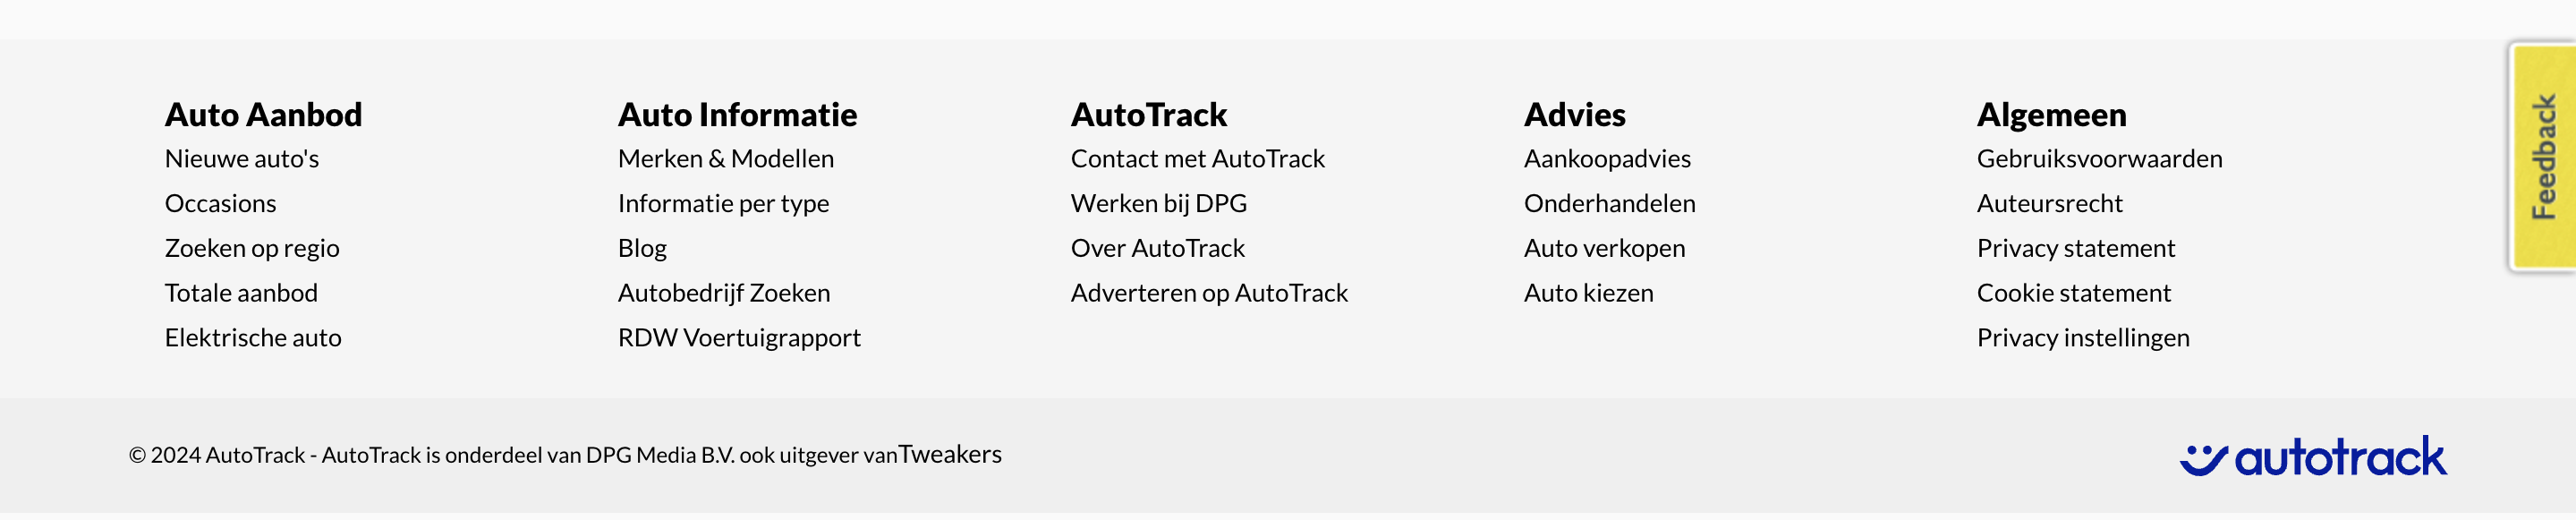 Auto Aanbod
Nieuwe auto's
Occasions
Zoeken op regio
Totale aanbod
Elektrische auto
Auto Informatie
Merken & Modellen
Informatie per type
Blog
Autobedrijf Zoeken
RDW Voertuigrapport
AutoTrack
Contact met AutoTrack
Werken bij DPG
Over AutoTrack
Adverteren op AutoTrack
Advies
Aankoopadvies
Onderhandelen
Auto verkopen
Auto kiezen
Algemeen
Gebruiksvoorwaarden
Auteursrecht
Privacy statement
Cookie statement
Privacy instellingen
Feedback
© 2024 AutoTrack - AutoTrack is onderdeel van DPG Media B.V. ook uitgever vanTweakers
autotrack